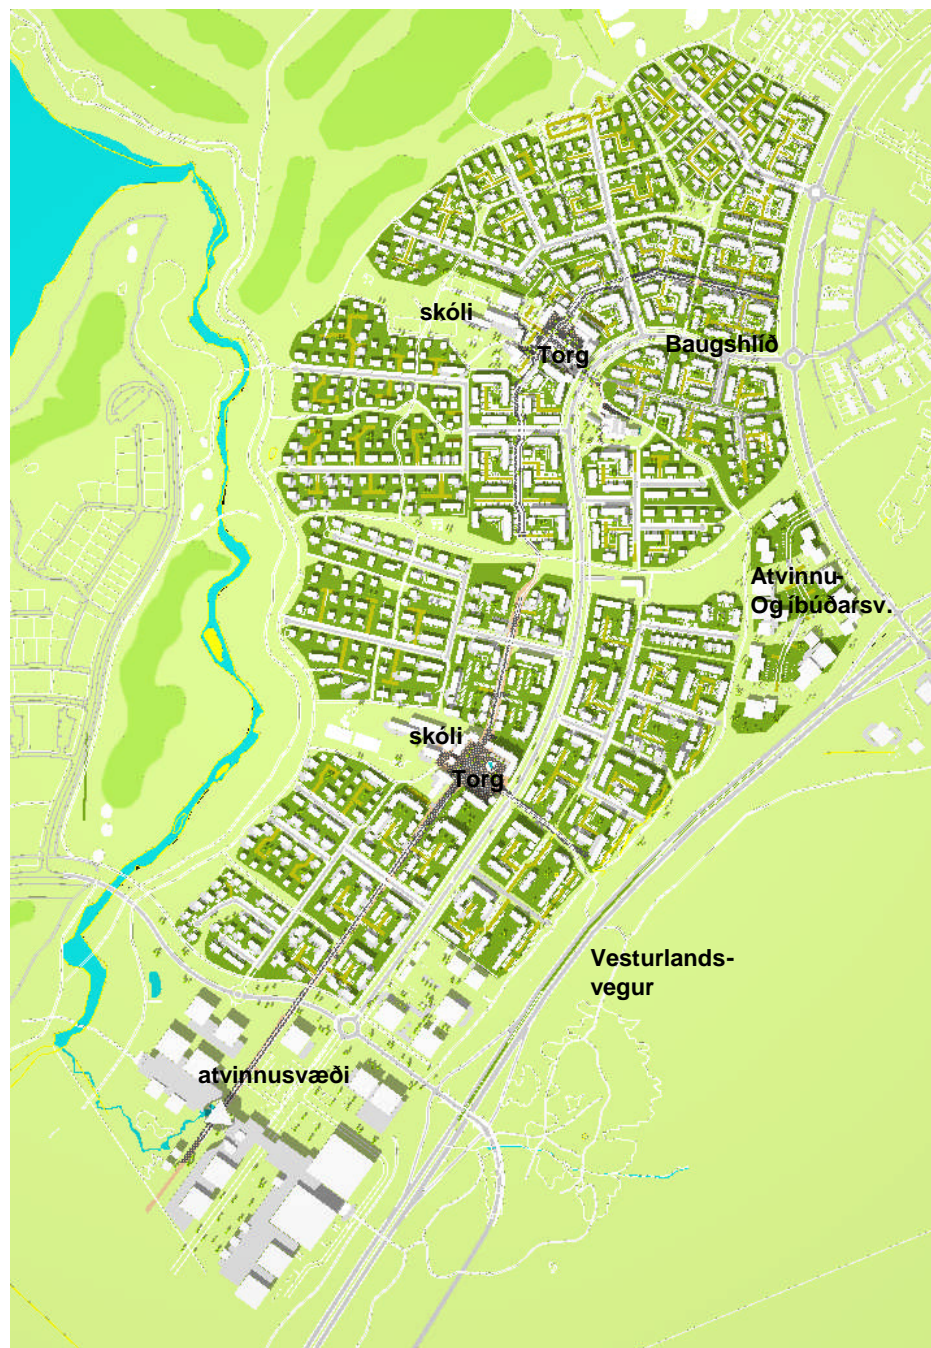 skóli
Torg
Baugshlíð
Atvinnu-
Og íbúðarsv.
skóli
Torg
Vesturlands-
vegur
atvinnusvæði